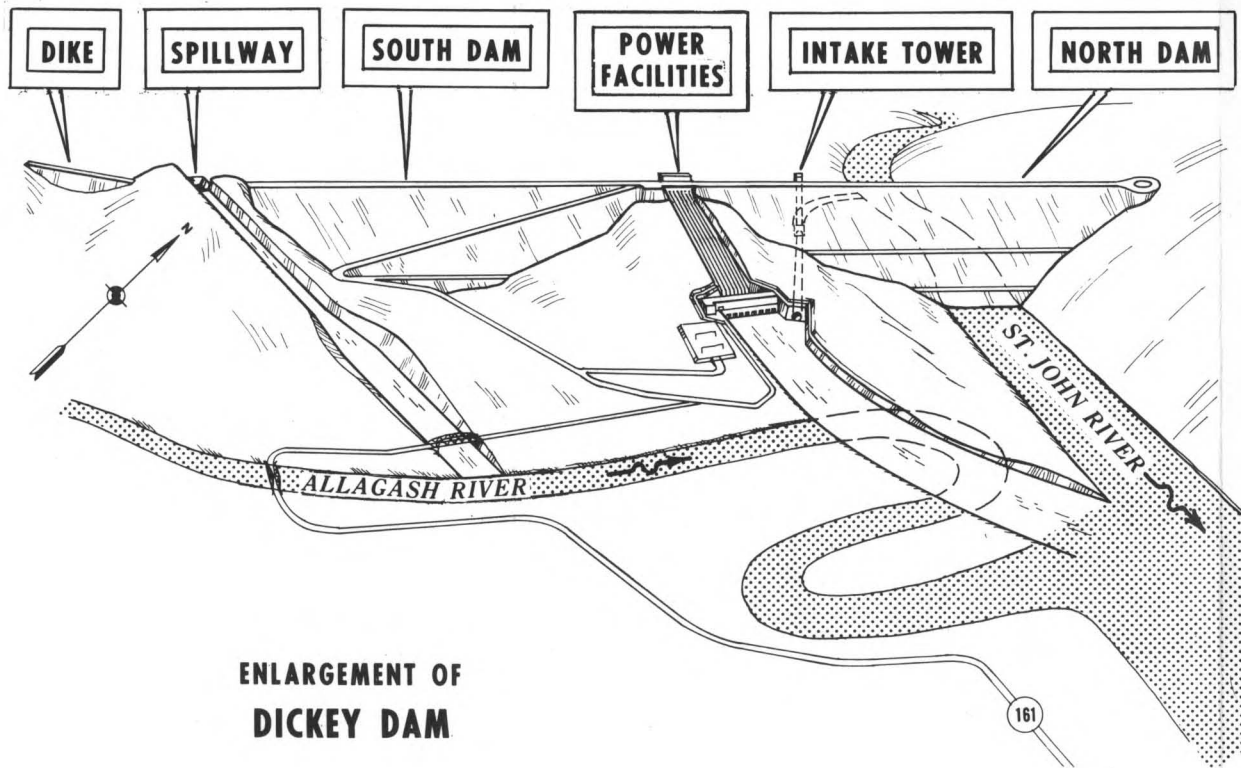 DIKE
SPILLWAY
SOUTH DAM
POWER
FACILITIES
INTAKE TOWER
NORTH DAM
N
ST. JOHN RIVER
ALLAGASH RIVER
ENLARGEMENT OF
DICKEY DAM
161